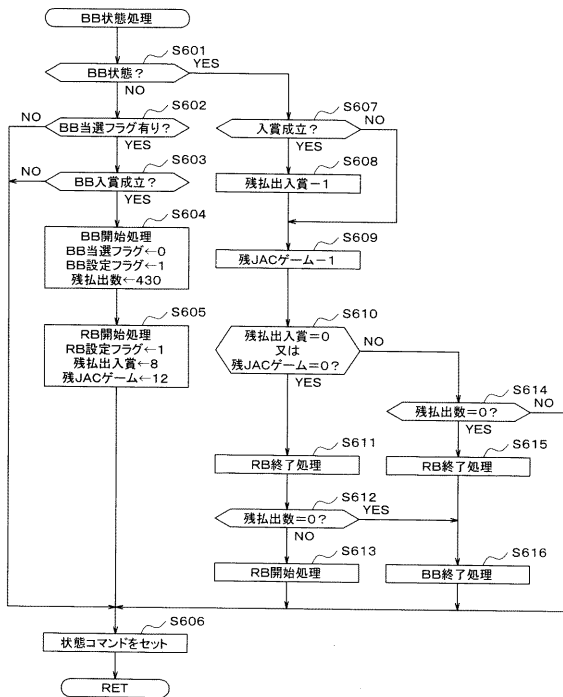 BB状態処理
S601
BB状態？
YES
NO
S602
NO
BB当選フラグ有り？
YES
S603
NO
BB入賞成立？
YES
S604
BB開始処理
BB当選フラグ←0
BB設定フラグ←1
残払出数←430
S605
RB開始処理
RB設定フラグ←1
残払出入賞←8
残JACゲーム←12
S607
入賞成立？
NO
YES
S608
残払出入賞－1
S609
残JACゲーム－1
S610
残払出入賞＝0
又は
残JACゲーム＝0？
NO
YES
S614
残払出数＝0？
NO
YES
S611
RB終了処理
S615
RB終了処理
S612
残払出数＝0？
YES
NO
S613
RB開始処理
S616
BB終了処理
S606
状態コマンドをセット
RET